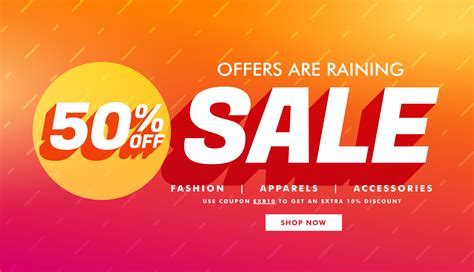 OFFERS ARE RAINING
50% OFF
SALE
FASHION | APPARELS | ACCESSORIES
USE COUPON EXR10 TO GET AN EXTRA 10% DISCOUNT
SHOP NOW